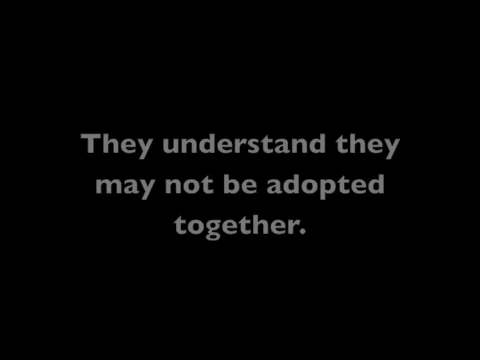 They understand they
may not be adopted
together.